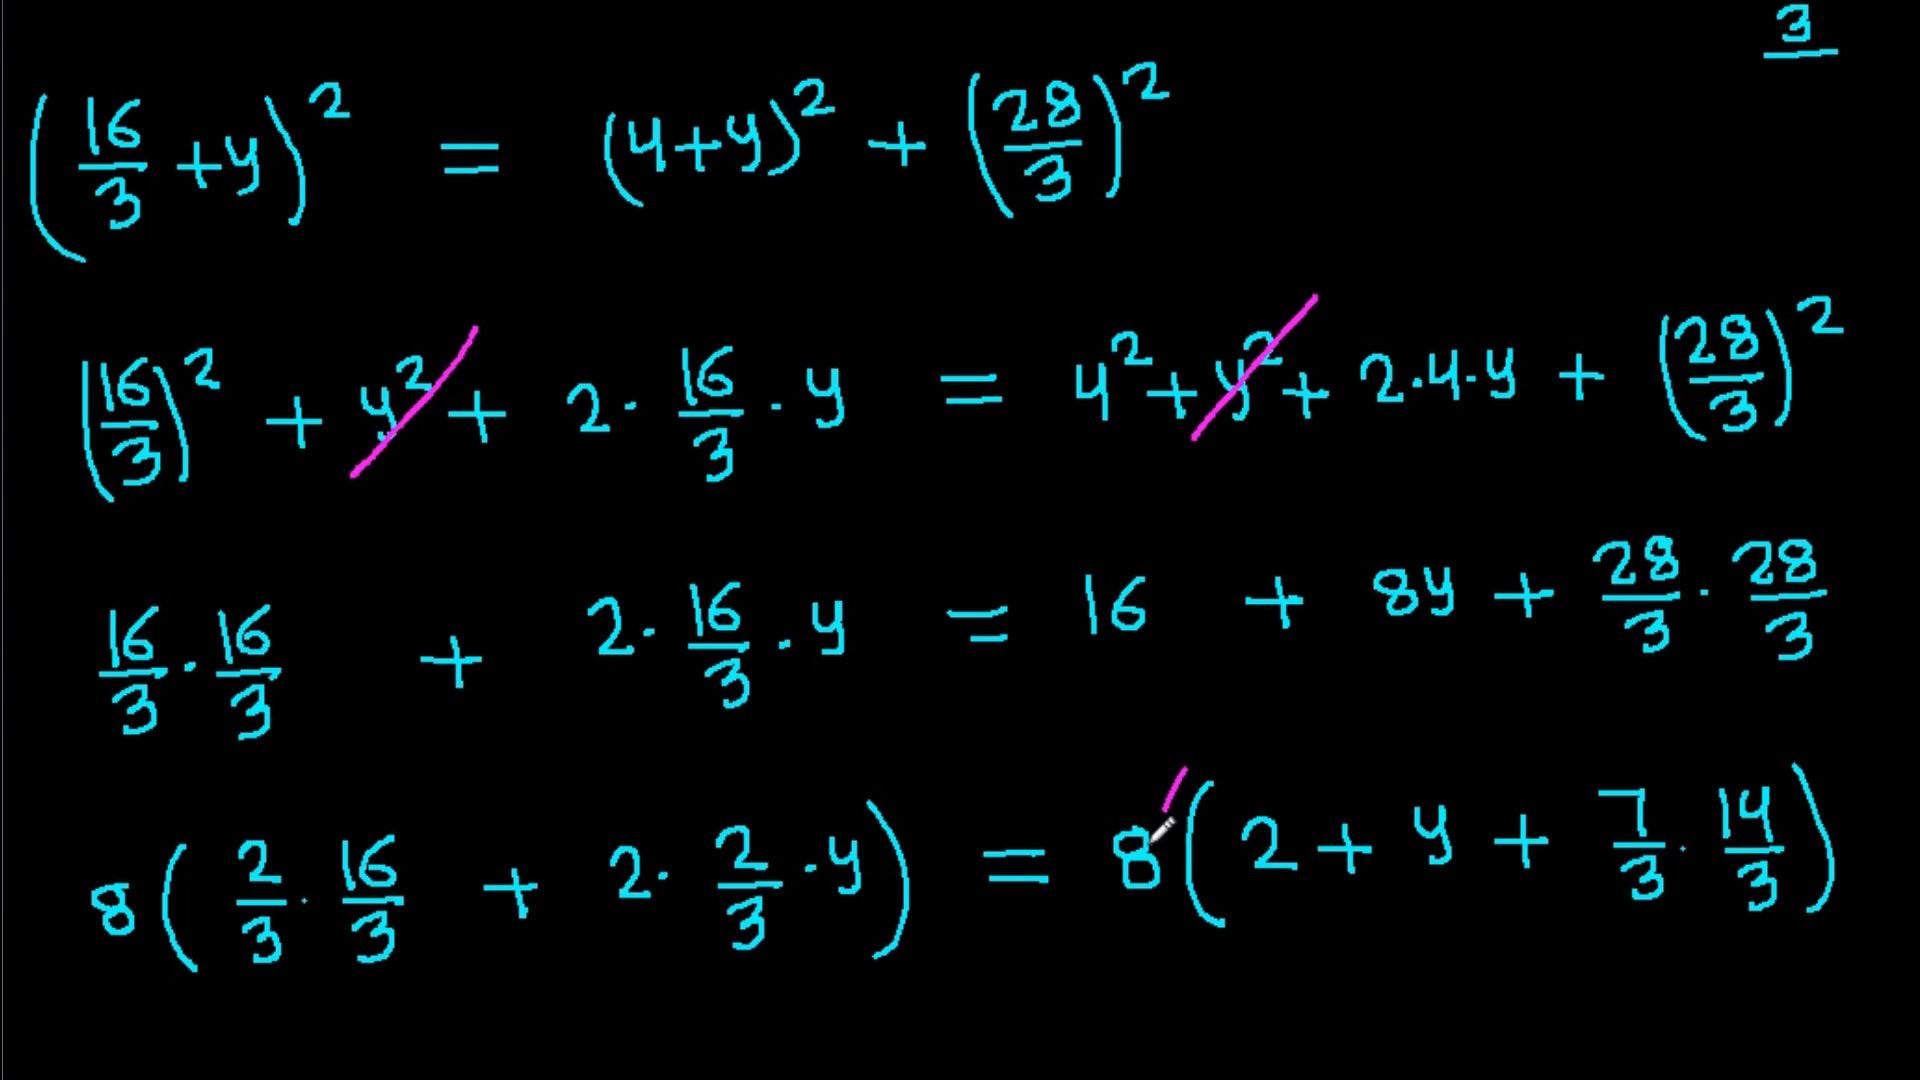 3
(16/3 + y)² = (4+y)² + (28/3)²
(16/3)² + y² + 2 · 16/3 · y = 4² + y² + 2·4·y + (28/3)²
16/3 · 16/3 + 2 · 16/3 · y = 16 + 8y + 28/3 · 28/3
8(2/3 · 16/3 + 2 · 2/3 · y) = 8(2 + y + 7/3 · 14/3)